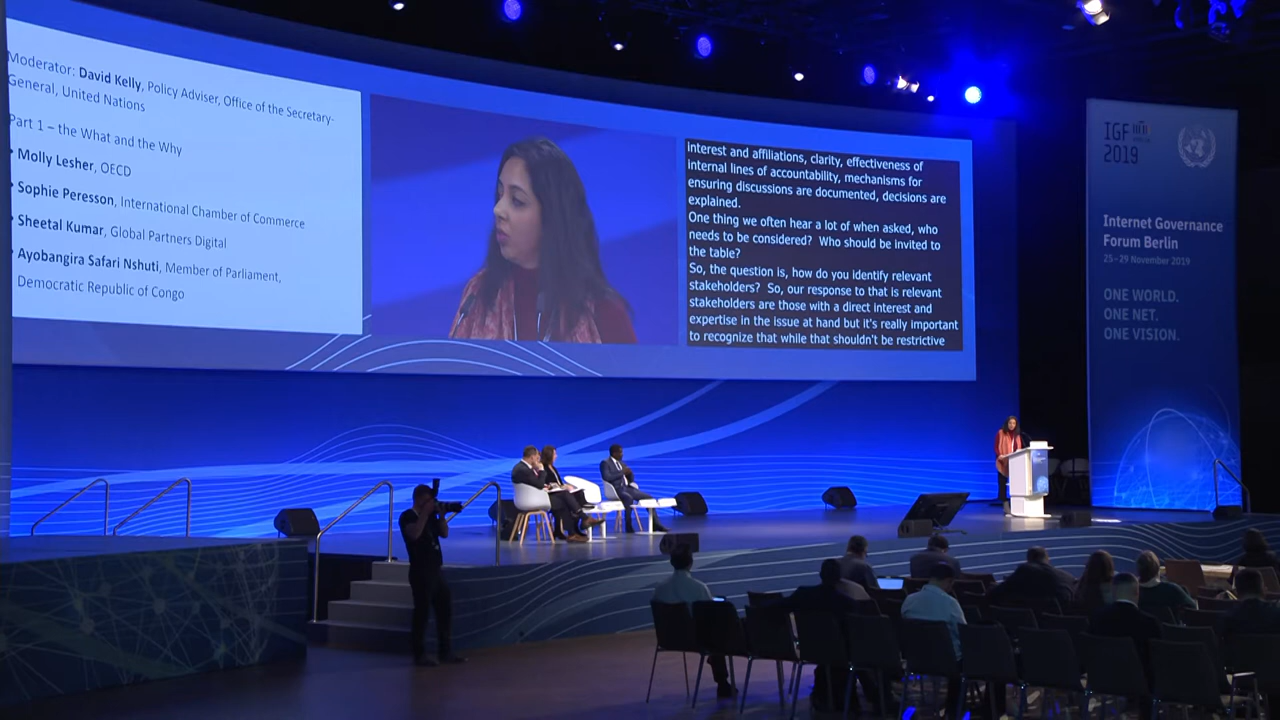 Moderator: David Kelly, Policy Adviser, Office of the Secretary-
General, United Nations
Part 1 – the What and the Why
• Molly Lesher, OECD
• Sophie Peresson, International Chamber of Commerce
• Sheetal Kumar, Global Partners Digital
• Ayobangira Safari Nshuti, Member of Parliament,
Democratic Republic of Congo
interest and affiliations, clarity, effectiveness of
internal lines of accountability, mechanisms for
ensuring discussions are documented, decisions are
explained.
One thing we often hear a lot of when asked, who
needs to be considered? Who should be invited to
the table?
So, the question is, how do you identify relevant
stakeholders? So, our response to that is relevant
stakeholders are those with a direct interest and
expertise in the issue at hand but it's really important
to recognize that while that shouldn't be restrictive
IGF
2019
Internet Governance
Forum Berlin
25 - 29 November 2019
ONE WORLD.
ONE NET.
ONE VISION.